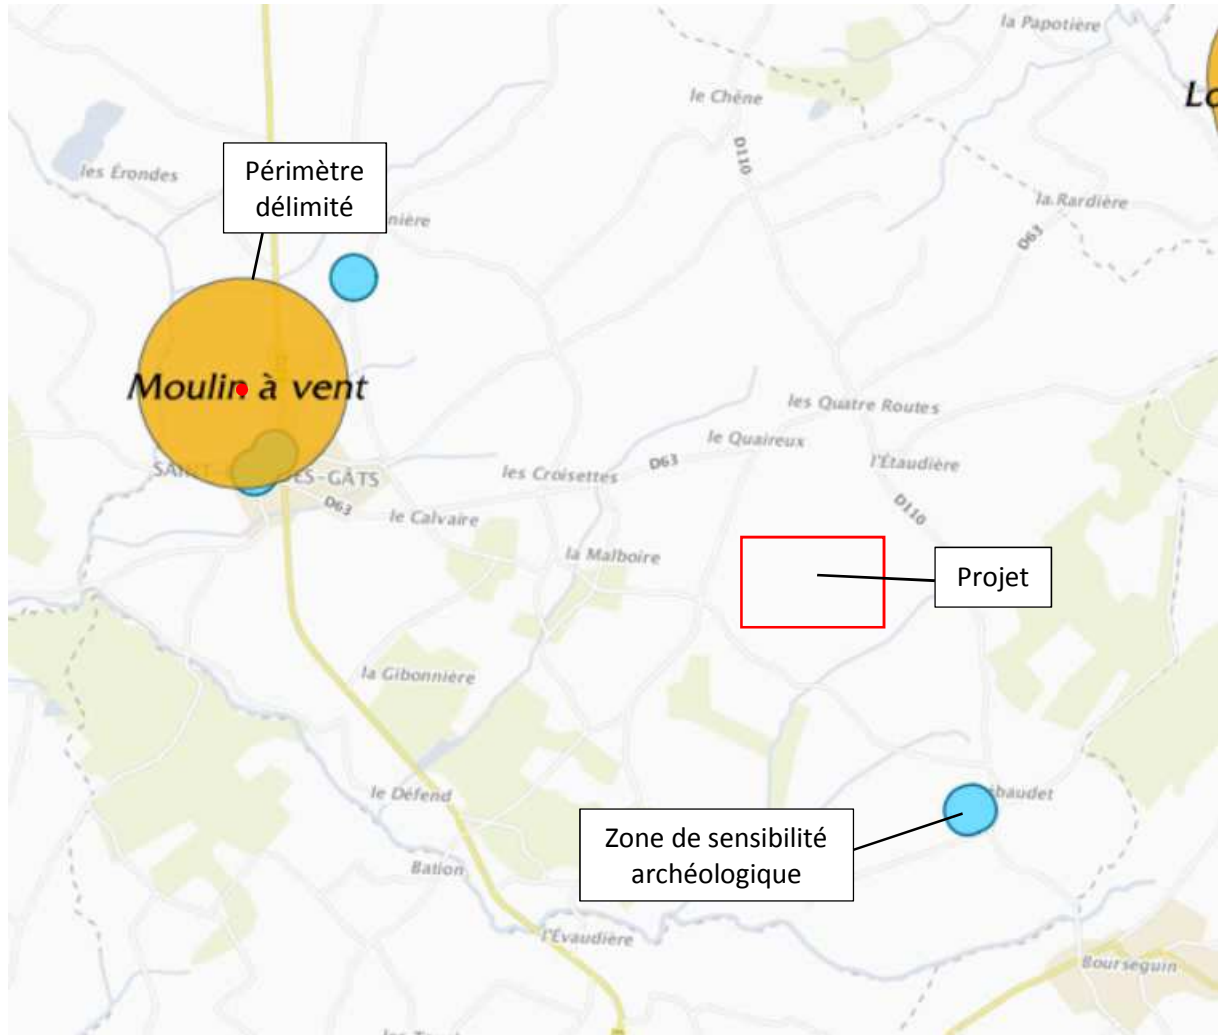 la Papotière
le Chêne
Lo
D110
Périmètre
délimité
les Érondes
nière
la Rardière
D63
Moulin à vent
les Quatre Routes
le Quaireux
SAINT
DES-GÂTS
les Croisettes
D63
l'Étaudière
D63
le Calvaire
D110
la Malboire
Projet
la Gibonnière
le Défend
baudet
Zone de sensibilité
archéologique
Bation
l'Évaudière
Bourseguin